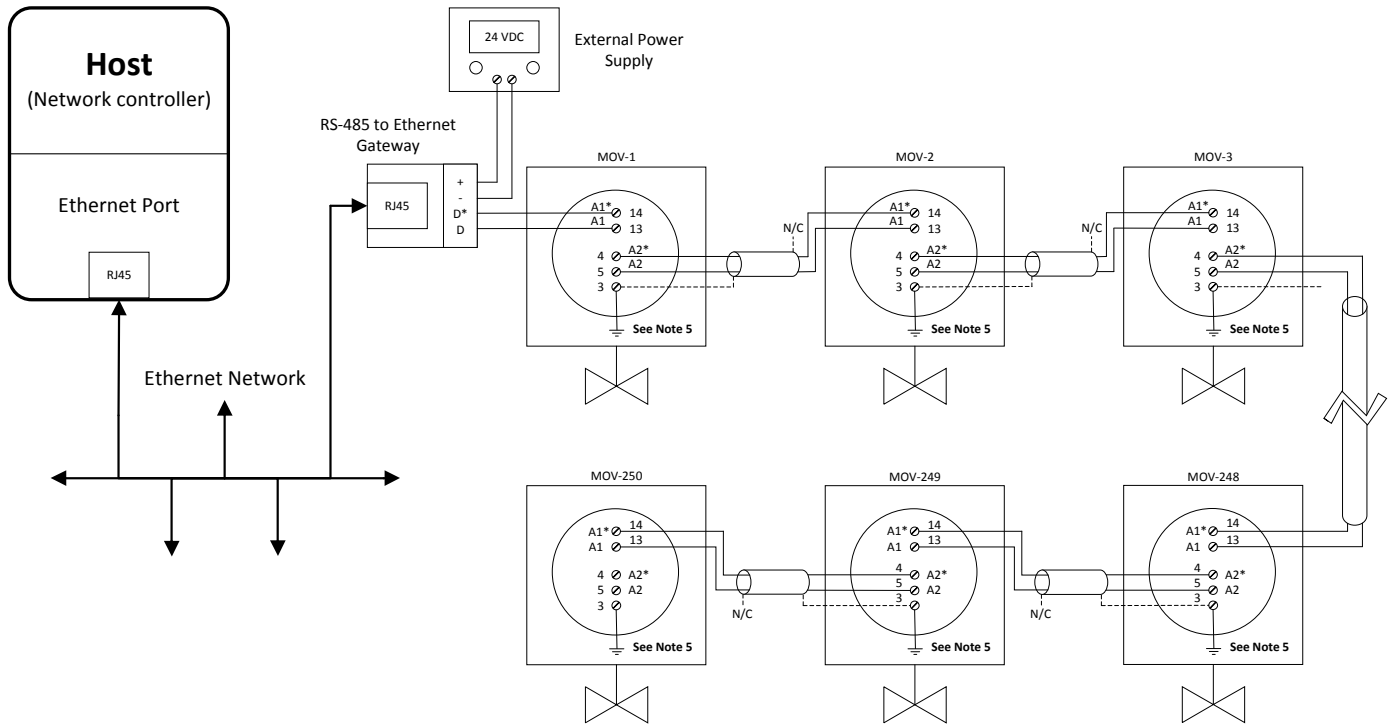 Host
(Network controller)
Ethernet Port
RJ45
Ethernet Network
24 VDC
External Power
Supply
RS-485 to Ethernet
Gateway
RJ45
+
-
D*
D
MOV-1
A1* 14
A1 13
4 A2*
5 A2
3
See Note 5
N/C
MOV-2
A1* 14
A1 13
4 A2*
5 A2
3
See Note 5
N/C
MOV-3
A1* 14
A1 13
4 A2*
5 A2
3
See Note 5
MOV-250
A1* 14
A1 13
4 A2*
5 A2
3
See Note 5
N/C
MOV-249
A1* 14
A1 13
4 A2*
5 A2
3
See Note 5
N/C
MOV-248
A1* 14
A1 13
4 A2*
5 A2
3
See Note 5